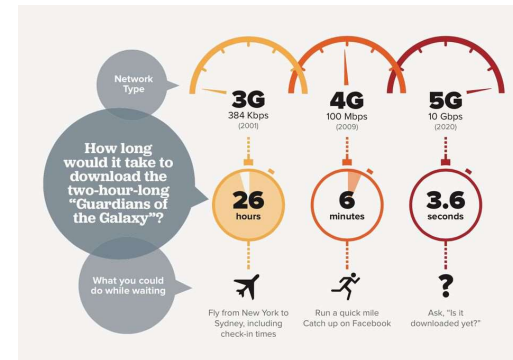 Network
Type
3G
384 Kbps
(2001)
4G
100 Mbps
(2009)
5G
10 Gbps
(2020)
How long
would it take to
download the
two-hour-long
“Guardians of
the Galaxy”?
26
hours
6
minutes
3.6
seconds
What you could
do while waiting
Fly from New York to
Sydney, including
check-in times
Run a quick mile
Catch up on Facebook
?
Ask, “Is it
downloaded yet?”